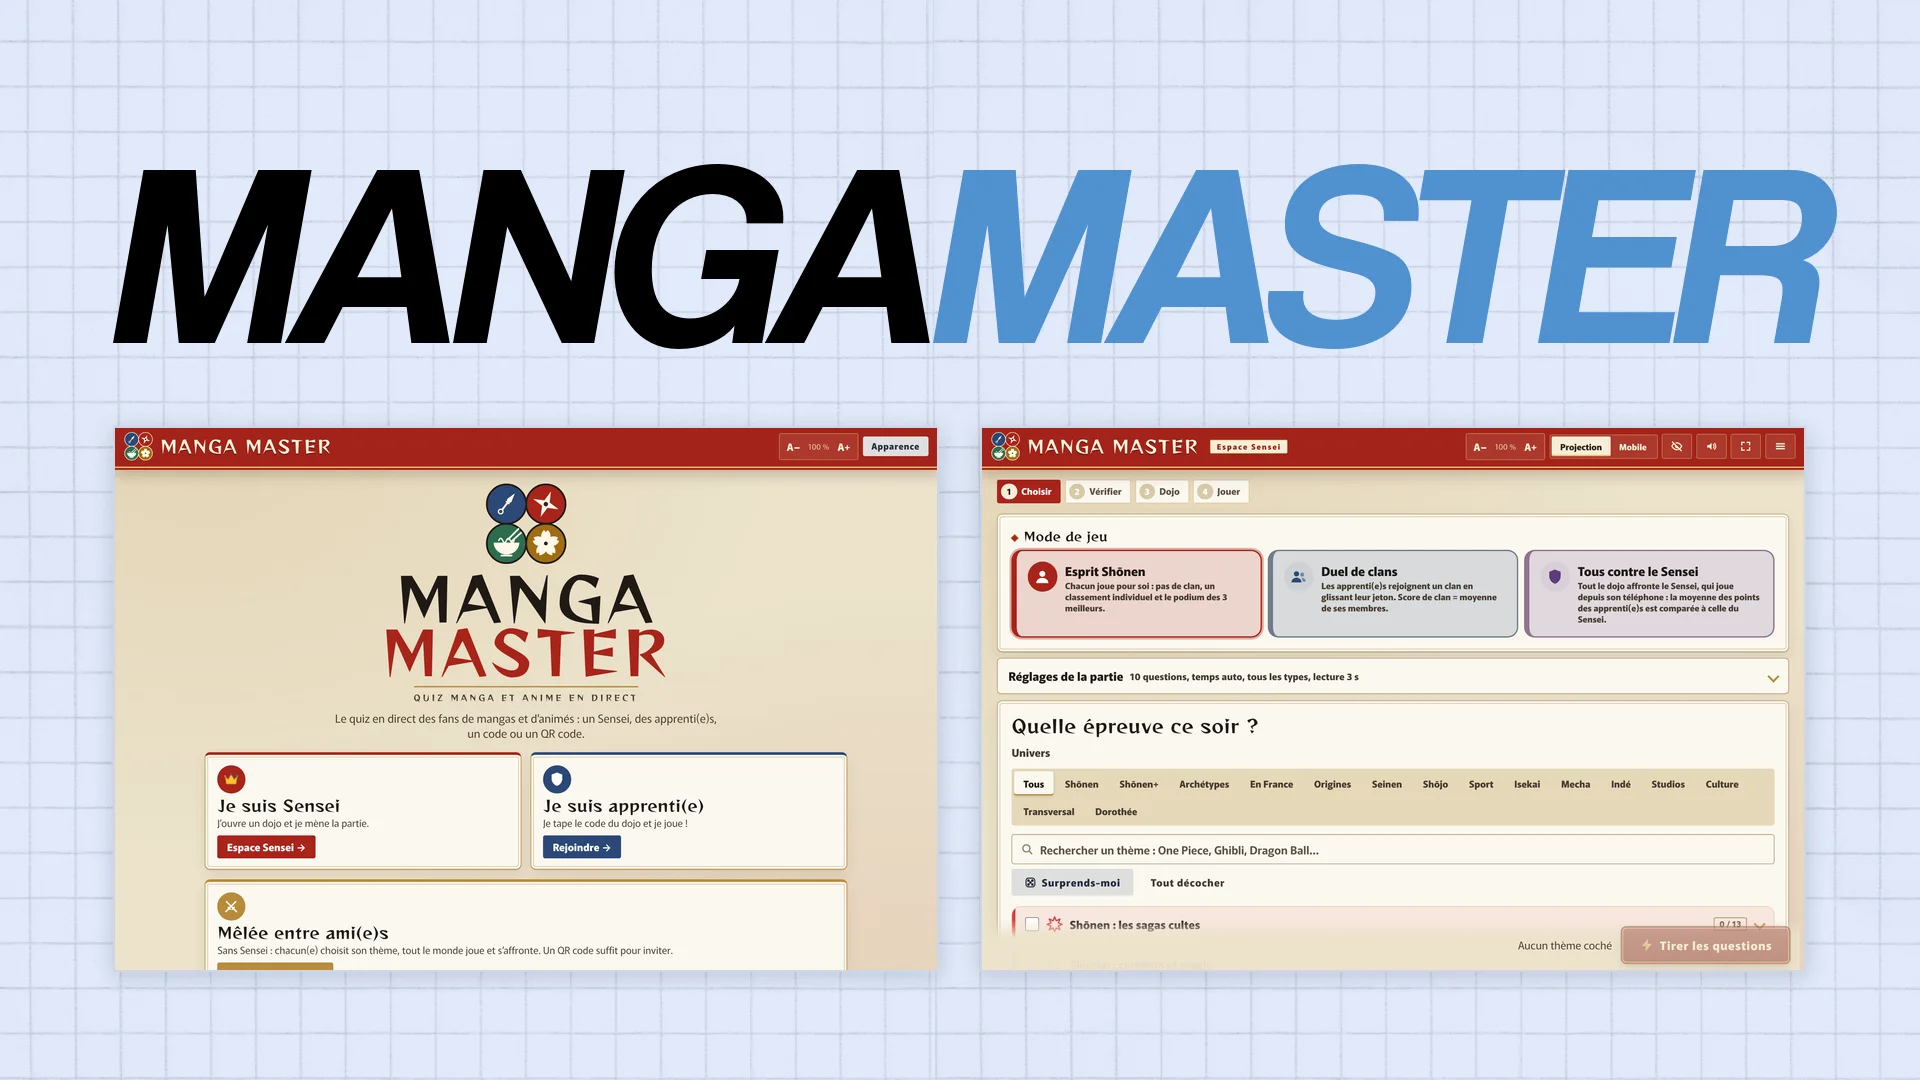 MANGAMASTER
MANGA MASTER
A- 100 % A+ Apparence
MANGA
MASTER
QUIZ MANGA ET ANIME EN DIRECT
Le quiz en direct des fans de mangas et d'animés : un Sensei, des apprenti(e)s,
un code ou un QR code.
Je suis Sensei
J'ouvre un dojo et je mène la partie.
Espace Sensei →
Je suis apprenti(e)
Je tape le code du dojo et je joue !
Rejoindre →
Mêlée entre ami(e)s
Sans Sensei : chacun(e) choisit son thème, tout le monde joue et s'affronte. Un QR code suffit pour inviter.
MANGA MASTER Espace Sensei
A- 100 % A+ Projection Mobile
1 Choisir 2 Vérifier 3 Dojo 4 Jouer
Mode de jeu
Esprit Shōnen
Chacun joue pour soi : pas de clan, un
classement individuel et le podium des 3
meilleurs.
Duel de clans
Les apprenti(e)s rejoignent un clan en
glissant leur jeton. Score de clan = moyenne
de ses membres.
Tous contre le Sensei
Tout le dojo affronte le Sensei, qui joue
depuis son téléphone : la moyenne des points
des apprenti(e)s est comparée à celle du
Sensei.
Réglages de la partie 10 questions, temps auto, tous les types, lecture 3 s
Quelle épreuve ce soir ?
Univers
Tous Shōnen Shōnen+ Archétypes En France Origines Seinen Shōjo Sport Isekai Mecha Indé Studios Culture
Transversal Dorothée
Rechercher un thème : One Piece, Ghibli, Dragon Ball...
Surprends-moi Tout décocher
Shōnen : les sagas cultes 0 / 13
Aucun thème coché Tirer les questions